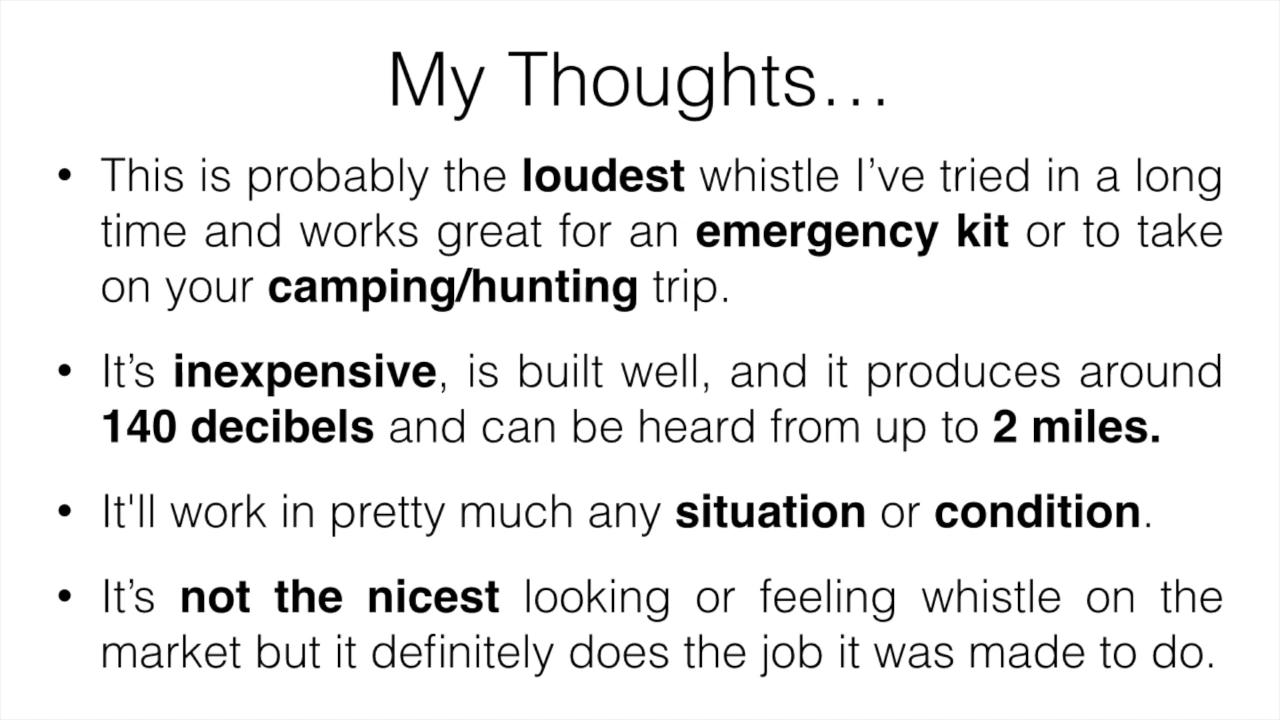 My Thoughts…
• This is probably the loudest whistle I’ve tried in a long
time and works great for an emergency kit or to take
on your camping/hunting trip.
• It’s inexpensive, is built well, and it produces around
140 decibels and can be heard from up to 2 miles.
• It'll work in pretty much any situation or condition.
• It’s not the nicest looking or feeling whistle on the
market but it definitely does the job it was made to do.